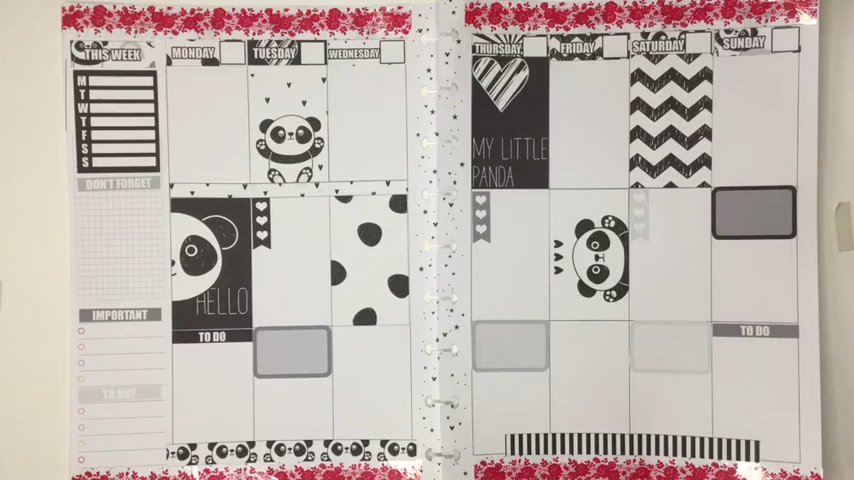 THIS WEEK
MONDAY
TUESDAY
WEDNESDAY
THURSDAY
FRIDAY
SATURDAY
SUNDAY
M
T
W
T
F
S
S
DON'T FORGET
MY LITTLE
PANDA
HELLO
IMPORTANT
TO DO
TO DO
TO BUY